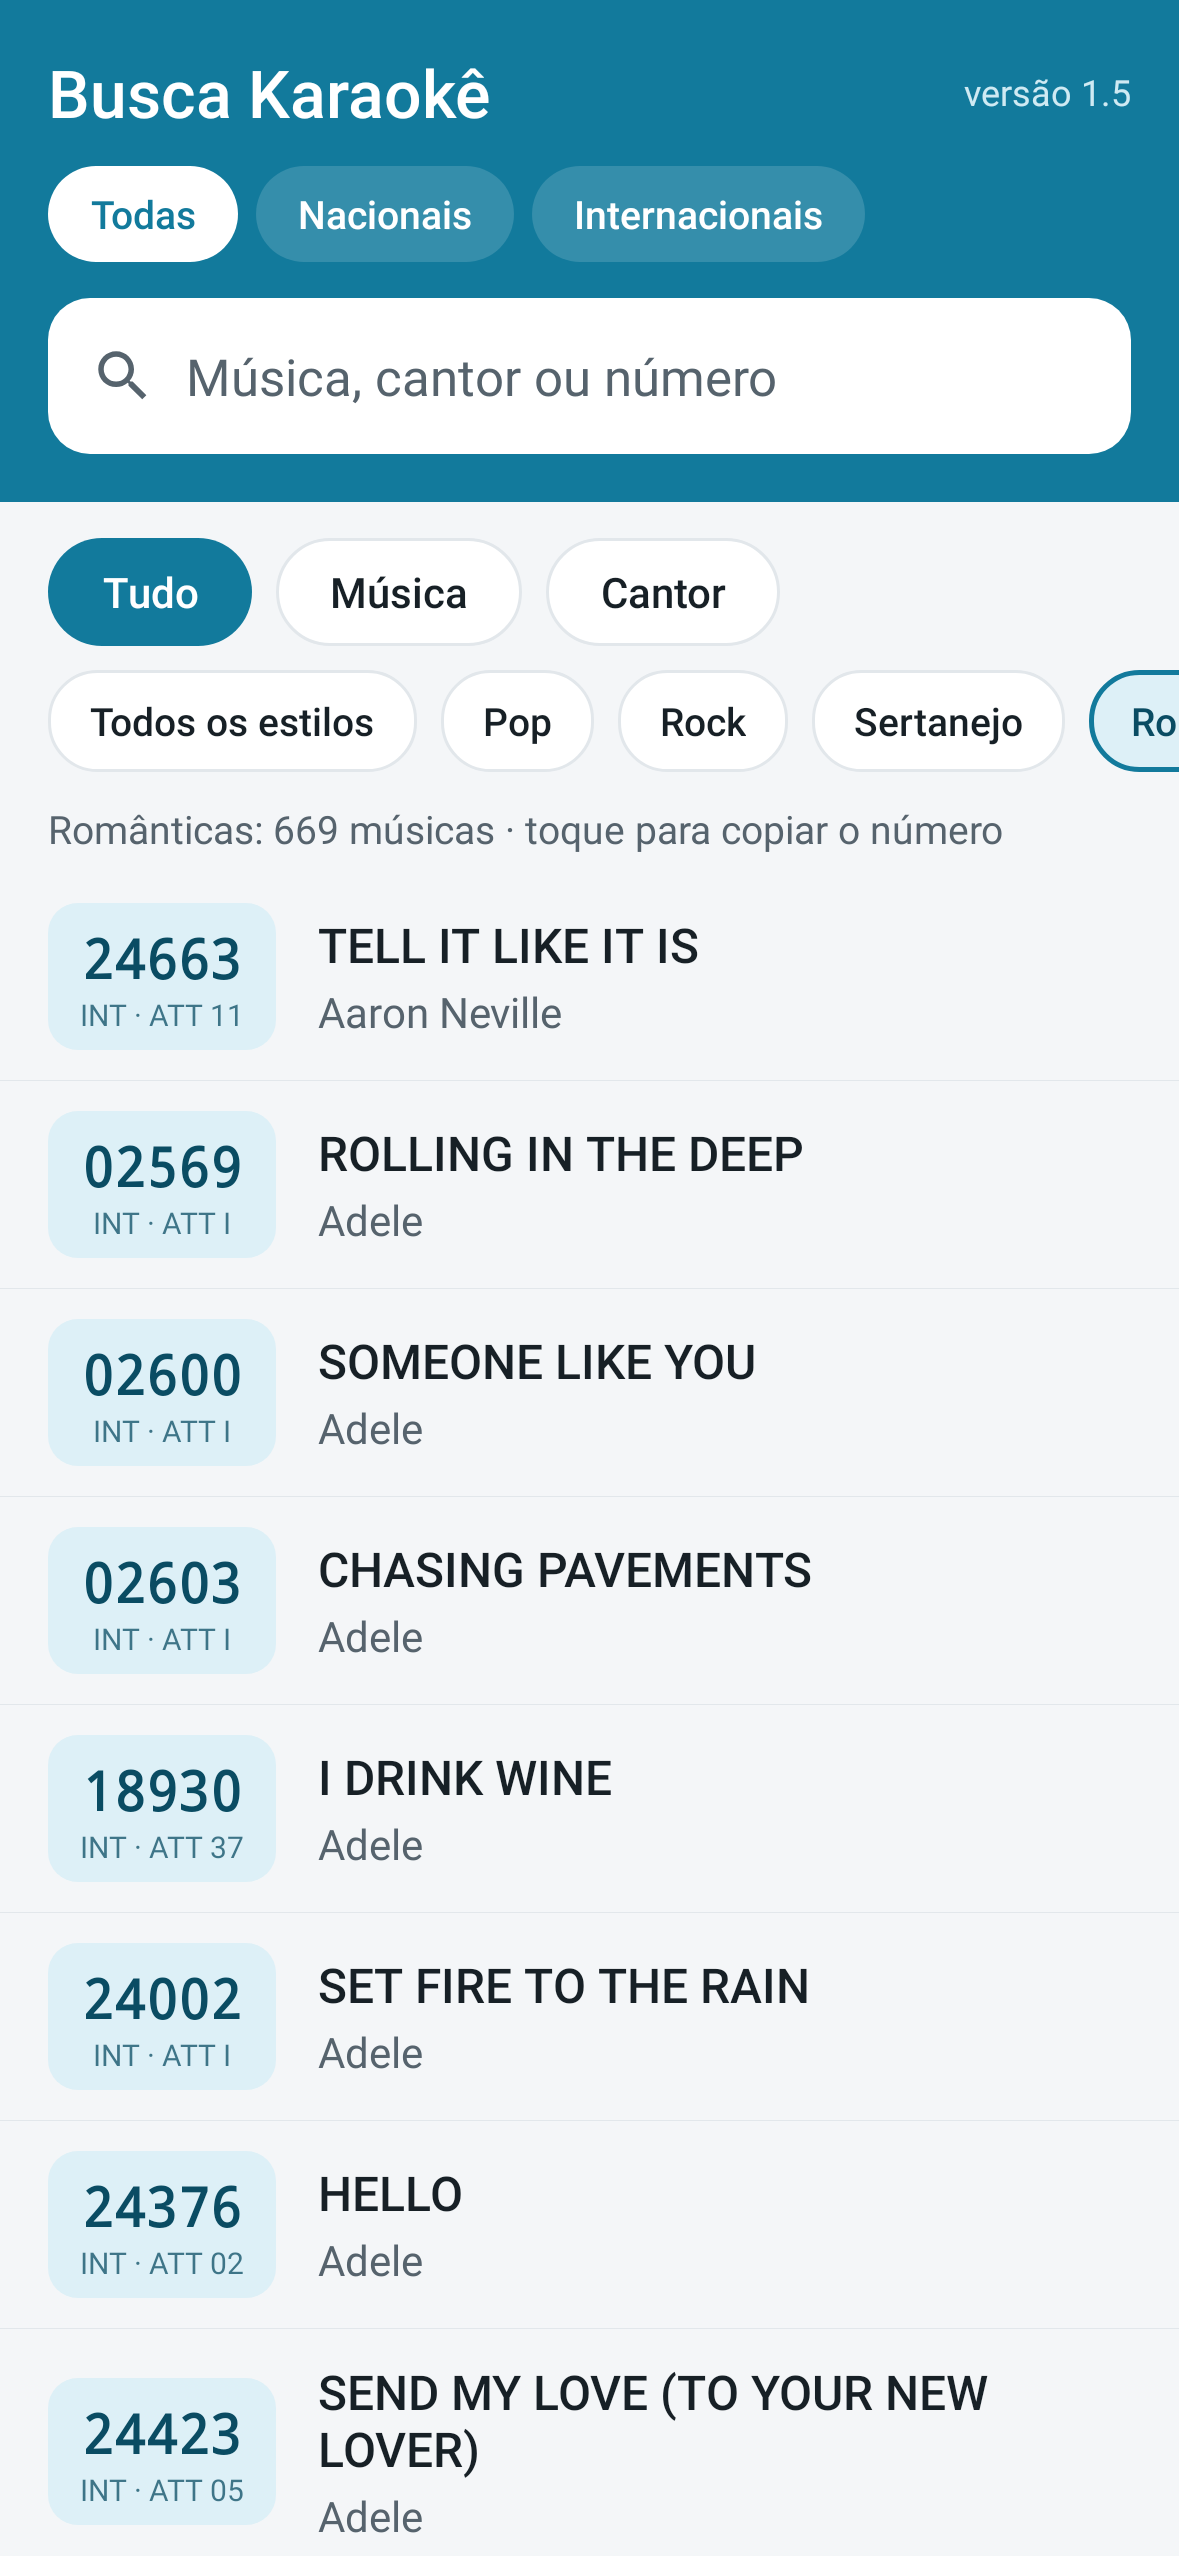 Busca Karaokê
versão 1.5
Todas
Nacionais
Internacionais
Música, cantor ou número
Tudo
Música
Cantor
Todos os estilos
Pop
Rock
Sertanejo
Ro
Românticas: 669 músicas · toque para copiar o número
24663
INT · ATT 11
TELL IT LIKE IT IS
Aaron Neville
02569
INT · ATT I
ROLLING IN THE DEEP
Adele
02600
INT · ATT I
SOMEONE LIKE YOU
Adele
02603
INT · ATT I
CHASING PAVEMENTS
Adele
18930
INT · ATT 37
I DRINK WINE
Adele
24002
INT · ATT I
SET FIRE TO THE RAIN
Adele
24376
INT · ATT 02
HELLO
Adele
24423
INT · ATT 05
SEND MY LOVE (TO YOUR NEW
LOVER)
Adele